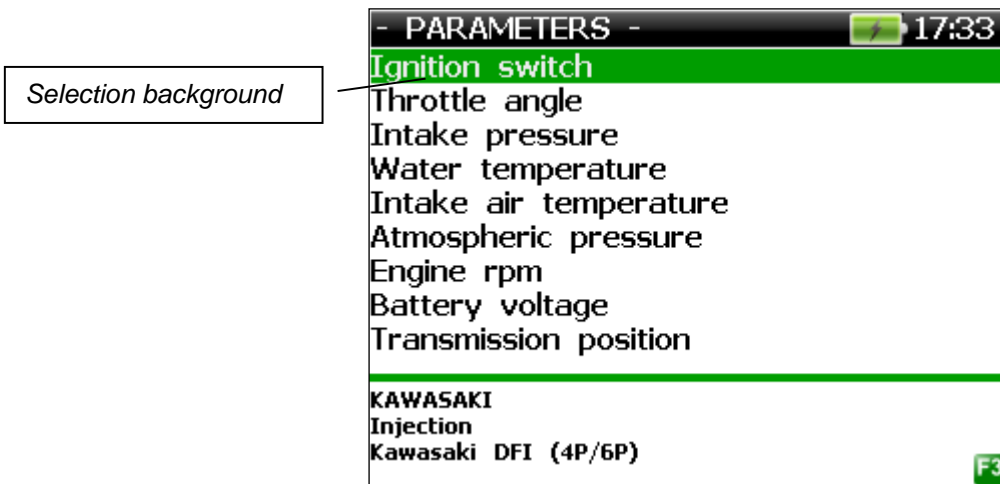 - PARAMETERS - 17:33
Ignition switch
Selection background
Throttle angle
Intake pressure
Water temperature
Intake air temperature
Atmospheric pressure
Engine rpm
Battery voltage
Transmission position
KAWASAKI
Injection
Kawasaki DFI (4P/6P)
F3